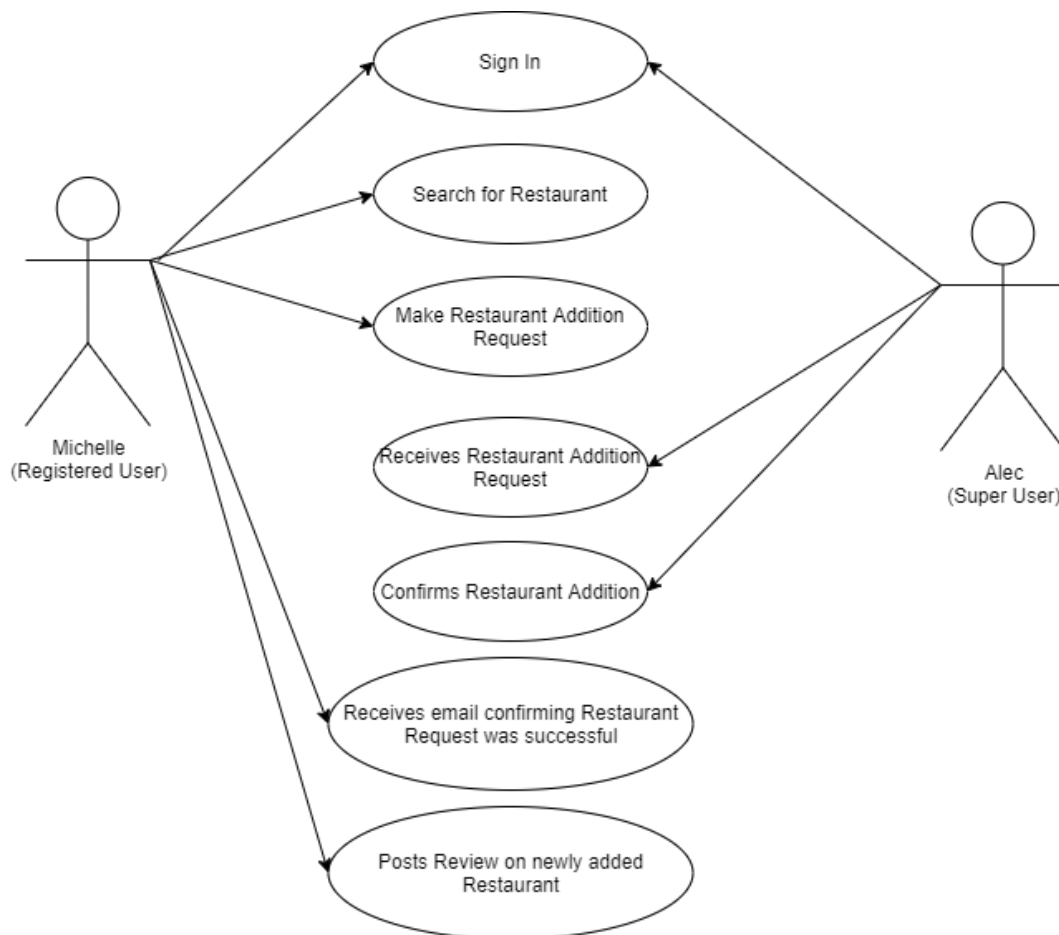 Sign In
Search for Restaurant
Make Restaurant Addition
Request
Michelle
(Registered User)
Receives Restaurant Addition
Request
Alec
(Super User)
Confirms Restaurant Addition
Receives email confirming Restaurant
Request was successful
Posts Review on newly added
Restaurant